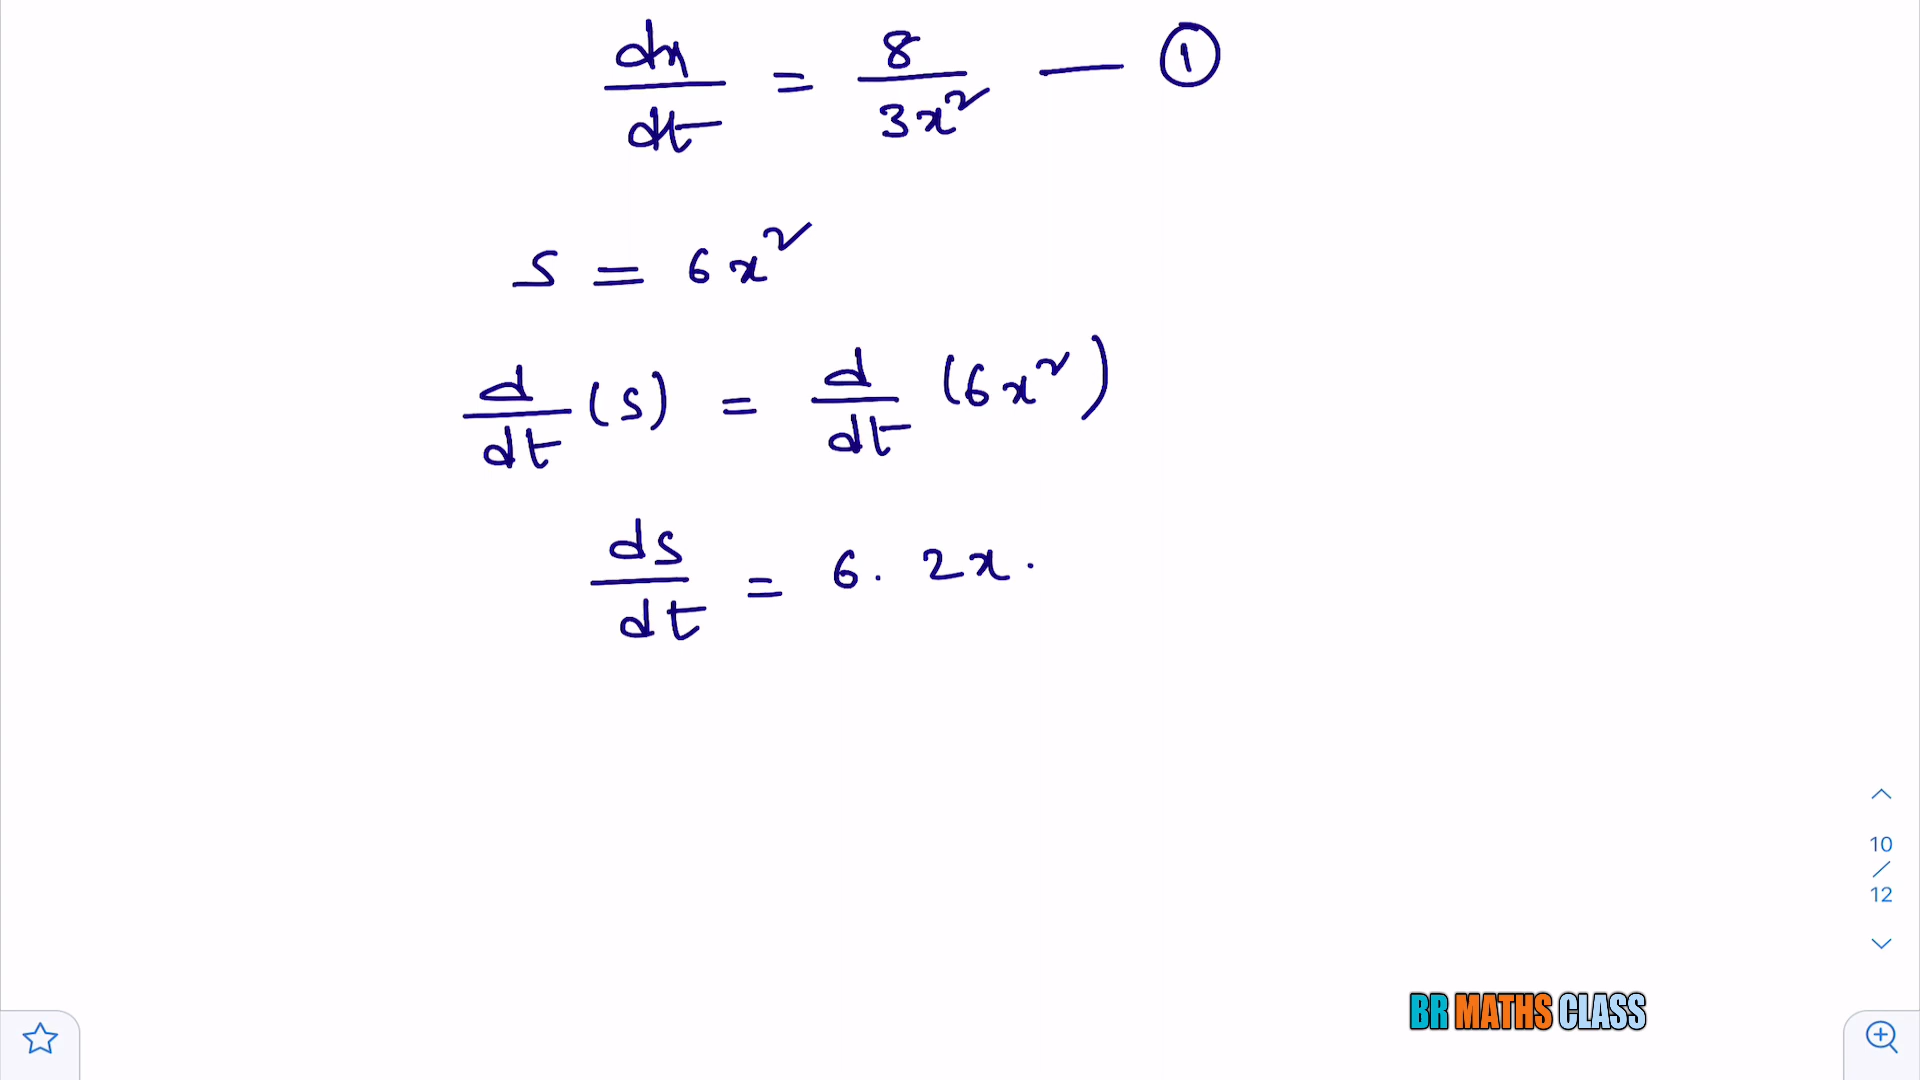 dx/dt = 8/3x² — ①
S = 6x²
d/dt (S) = d/dt (6x²)
dS/dt = 6. 2x.
10
/
12
BR MATHS CLASS